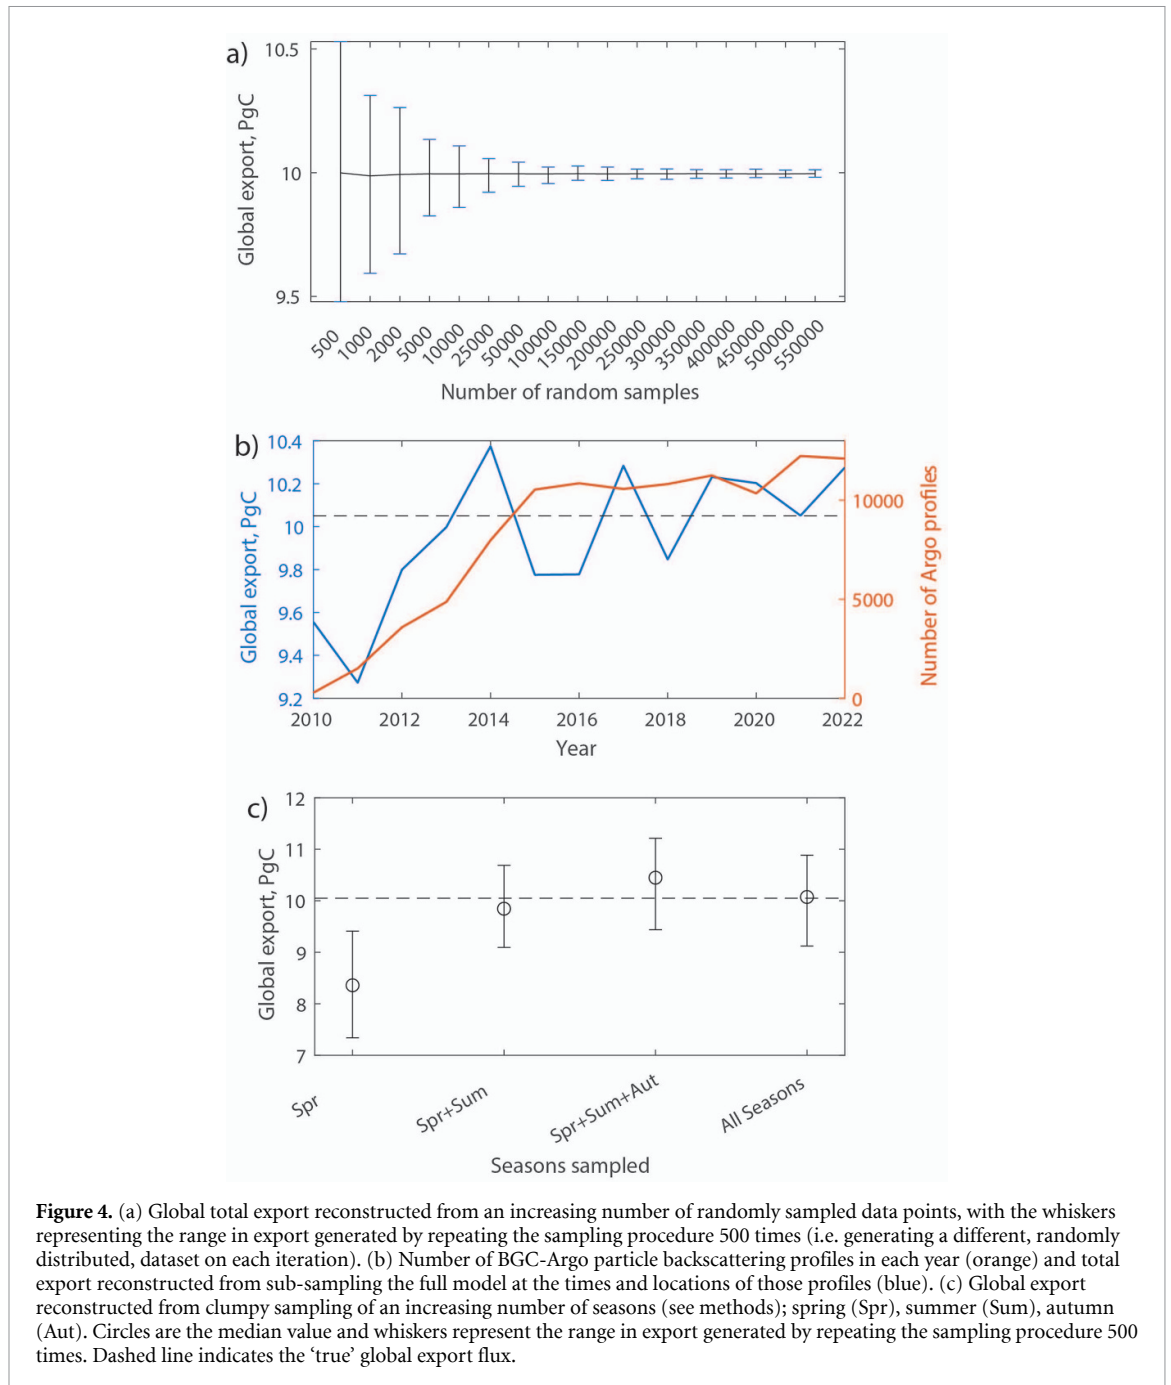 a)
10.5
10
9.5
Global export, PgC
500
1000
2000
5000
10000
25000
50000
100000
150000
200000
250000
300000
350000
400000
450000
500000
550000
Number of random samples
b)
10.4
10.2
10
9.8
9.6
9.4
9.2
Global export, PgC
10000
5000
0
Number of Argo profiles
2010
2012
2014
2016
2018
2020
2022
Year
c)
12
11
10
9
8
7
Global export, PgC
Spr
Spr+Sum
Spr+Sum+Aut
All Seasons
Seasons sampled
Figure 4. (a) Global total export reconstructed from an increasing number of randomly sampled data points, with the whiskers
representing the range in export generated by repeating the sampling procedure 500 times (i.e. generating a different, randomly
distributed, dataset on each iteration). (b) Number of BGC-Argo particle backscattering profiles in each year (orange) and total
export reconstructed from sub-sampling the full model at the times and locations of those profiles (blue). (c) Global export
reconstructed from clumpy sampling of an increasing number of seasons (see methods); spring (Spr), summer (Sum), autumn
(Aut). Circles are the median value and whiskers represent the range in export generated by repeating the sampling procedure 500
times. Dashed line indicates the ‘true’ global export flux.